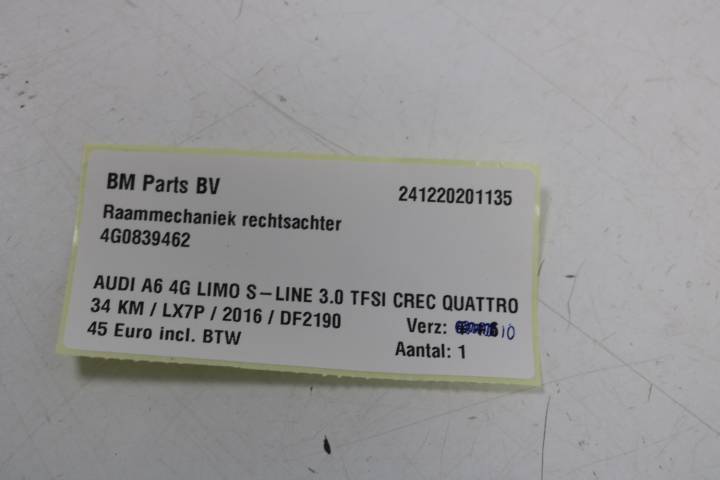 BM Parts BV 241220201135
Raammechaniek rechtsachter
4G0839462
AUDI A6 4G LIMO S-LINE 3.0 TFSI CREC QUATTRO
34 KM / LX7P / 2016 / DF2190 Verz: 10
45 Euro incl. BTW Aantal: 1